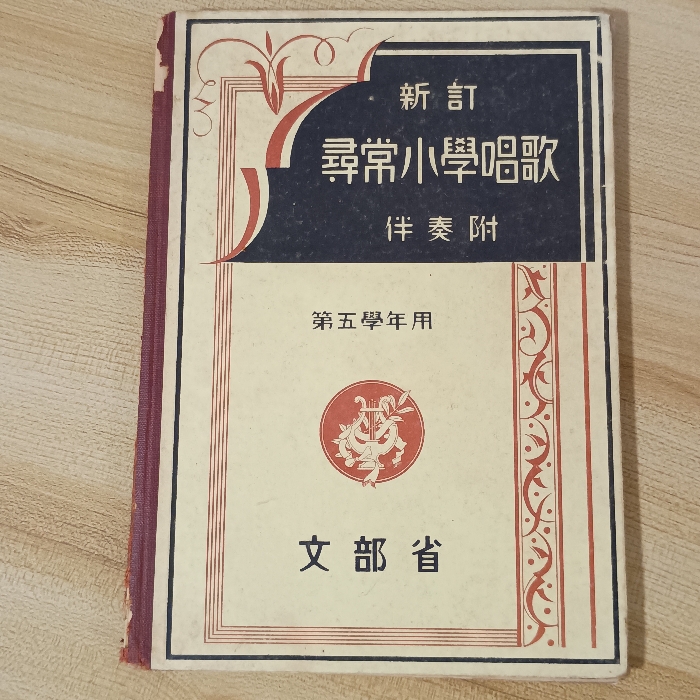 新訂
尋常小學唱歌
伴奏附
第五學年用
文部省